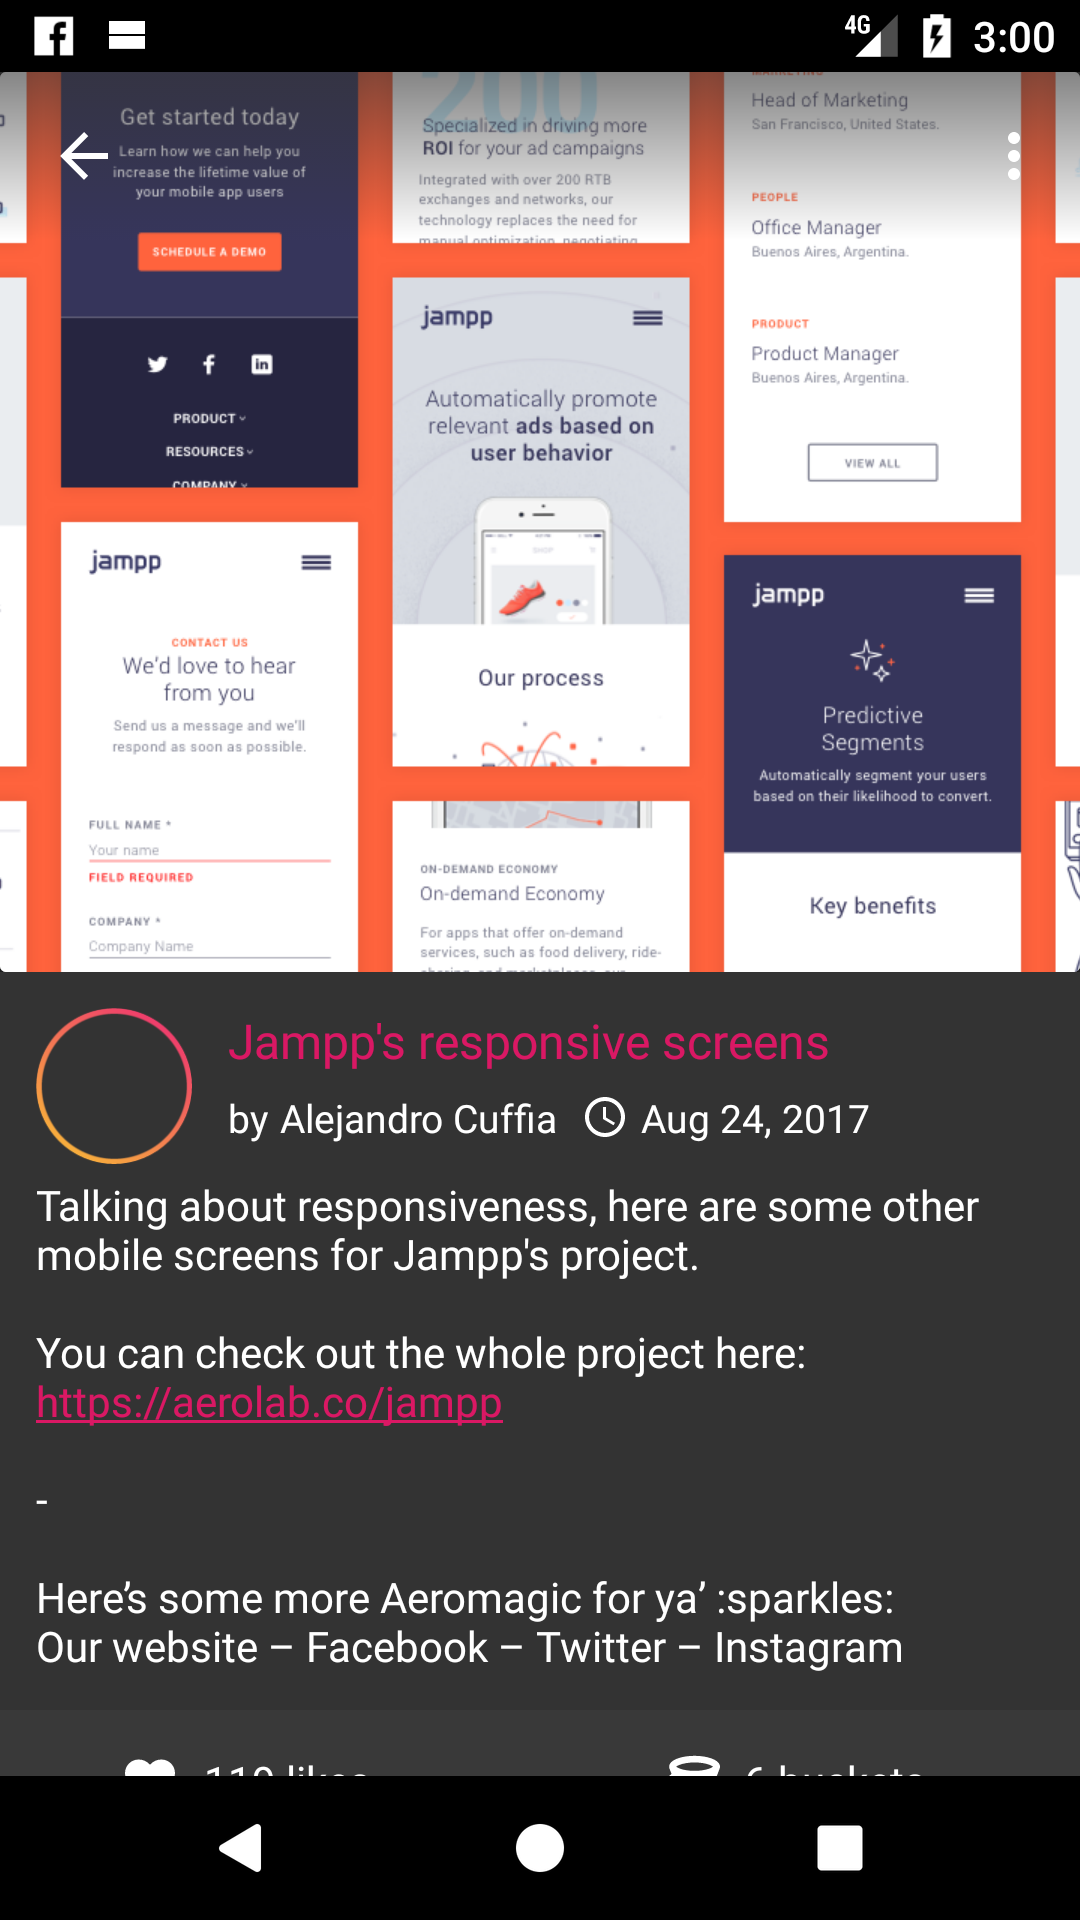 4G 3:00
Get started today
Learn how we can help you
increase the lifetime value of
your mobile app users
SCHEDULE A DEMO
PRODUCT
RESOURCES
COMPANY
200
Specialized in driving more
ROI for your ad campaigns
Integrated with over 200 RTB
exchanges and networks, our
technology replaces the need for
manual optimization, negotiating
MARKETING
Head of Marketing
San Francisco, United States.
PEOPLE
Office Manager
Buenos Aires, Argentina.
PRODUCT
Product Manager
Buenos Aires, Argentina.
VIEW ALL
jampp
Automatically promote
relevant ads based on
user behavior
SHOP
Our process
jampp
CONTACT US
We'd love to hear
from you
Send us a message and we'll
respond as soon as possible.
FULL NAME *
Your name
FIELD REQUIRED
COMPANY *
Company Name
ON-DEMAND ECONOMY
On-demand Economy
For apps that offer on-demand
services, such as food delivery, ride-
jampp
Predictive
Segments
Automatically segment your users
based on their likelihood to convert.
Key benefits
Jampp's responsive screens
by Alejandro Cuffia Aug 24, 2017
Talking about responsiveness, here are some other
mobile screens for Jampp's project.
You can check out the whole project here:
https://aerolab.co/jampp
-
Here’s some more Aeromagic for ya’ :sparkles:
Our website – Facebook – Twitter – Instagram
likes 6 buckets